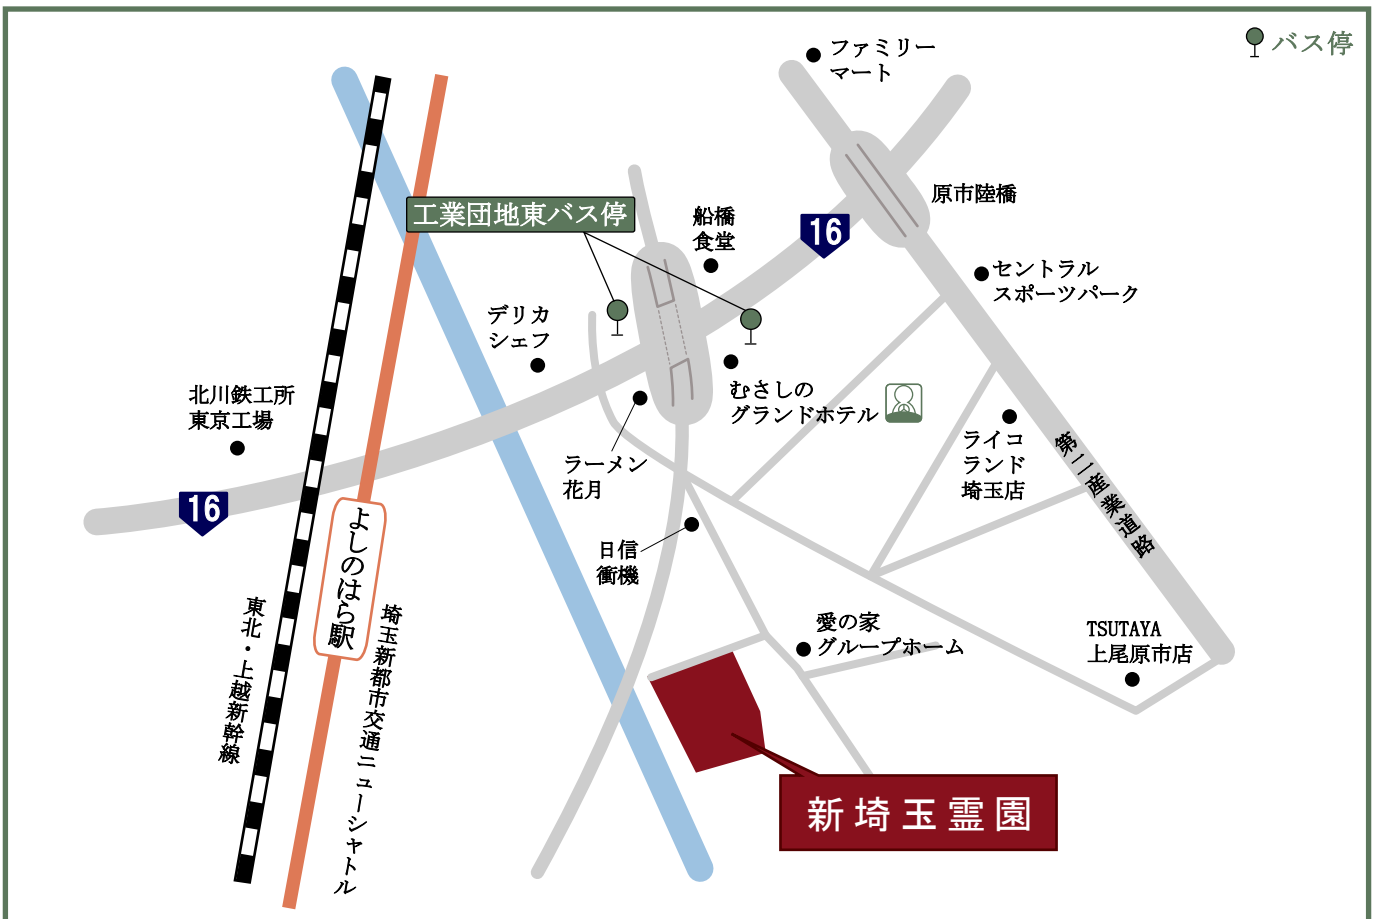 バス停
ファミリー
マート
原市陸橋
工業団地東バス停
船橋
食堂
16
セントラル
スポーツパーク
デリカ
シェフ
むさしの
グランドホテル
北川鉄工所
東京工場
ラーメン
花月
ライコ
ランド
埼玉店
第二産業道路
16
よしのはら駅
日信
衝機
東北・上越新幹線
埼玉新都市交通ニューシャトル
愛の家
グループホーム
TSUTAYA
上尾原市店
新埼玉霊園